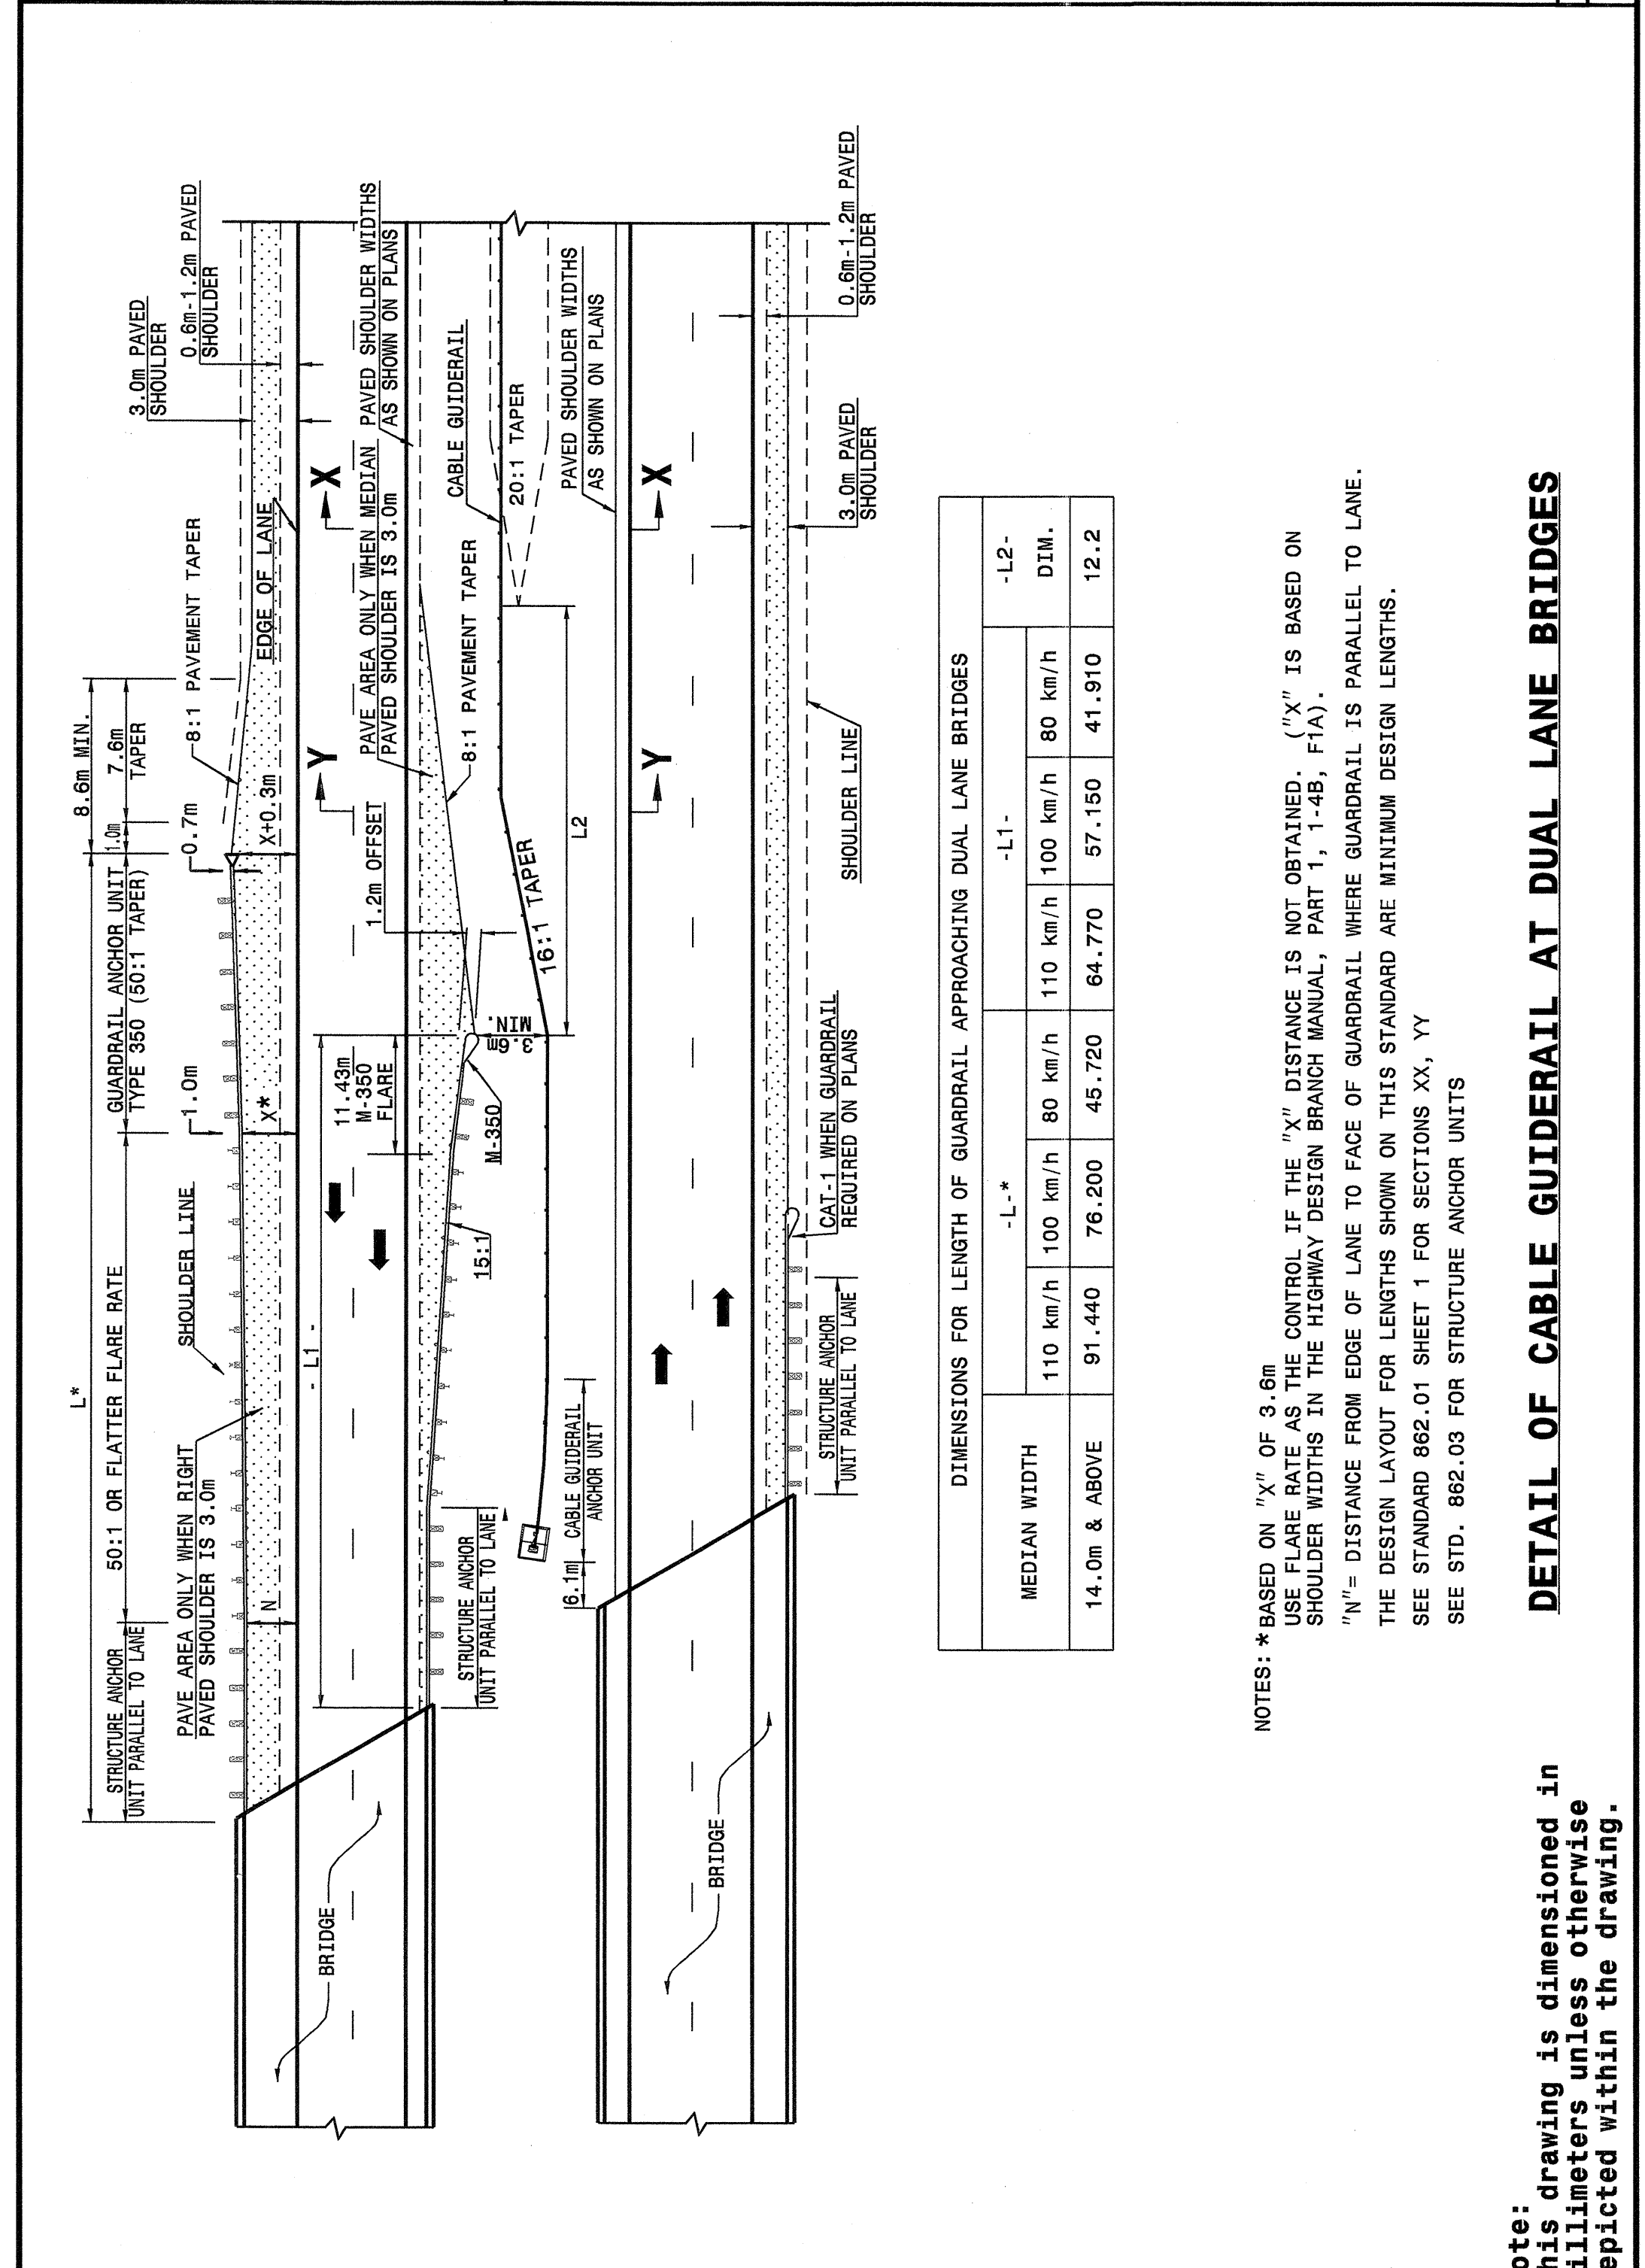 L*
8.6m MIN.
STRUCTURE ANCHOR
UNIT PARALLEL TO LANE
50:1 OR FLATTER FLARE RATE
GUARDRAIL ANCHOR UNIT
TYPE 350 (50:1 TAPER)
1.0m
7.6m
TAPER
3.0m PAVED
SHOULDER
0.6m-1.2m PAVED
SHOULDER
PAVE AREA ONLY WHEN RIGHT
PAVED SHOULDER IS 3.0m
SHOULDER LINE
1.0m
0.7m
8:1 PAVEMENT TAPER
N
X*
X+0.3m
EDGE OF LANE
- L1 -
11.43m
M-350
FLARE
Y
X
BRIDGE
1.2m OFFSET
PAVE AREA ONLY WHEN MEDIAN
PAVED SHOULDER IS 3.0m
PAVED SHOULDER WIDTHS
AS SHOWN ON PLANS
STRUCTURE ANCHOR
UNIT PARALLEL TO LANE
15:1
M-350
3.6m
MIN.
8:1 PAVEMENT TAPER
CABLE GUIDERAIL
16:1 TAPER
20:1 TAPER
6.1m
CABLE GUIDERAIL
ANCHOR UNIT
L2
PAVED SHOULDER WIDTHS
AS SHOWN ON PLANS
Y
X
BRIDGE
STRUCTURE ANCHOR
UNIT PARALLEL TO LANE
CAT-1 WHEN GUARDRAIL
REQUIRED ON PLANS
SHOULDER LINE
3.0m PAVED
SHOULDER
0.6m-1.2m PAVED
SHOULDER
DIMENSIONS FOR LENGTH OF GUARDRAIL APPROACHING DUAL LANE BRIDGES
MEDIAN WIDTH
-L-*
-L1-
-L2-
110 km/h 100 km/h 80 km/h 110 km/h 100 km/h 80 km/h DIM.
14.0m & ABOVE 91.440 76.200 45.720 64.770 57.150 41.910 12.2
NOTES: *BASED ON "X" OF 3.6m
USE FLARE RATE AS THE CONTROL IF THE "X" DISTANCE IS NOT OBTAINED. ("X" IS BASED ON
SHOULDER WIDTHS IN THE HIGHWAY DESIGN BRANCH MANUAL, PART 1, 1-4B, F1A).
"N"= DISTANCE FROM EDGE OF LANE TO FACE OF GUARDRAIL WHERE GUARDRAIL IS PARALLEL TO LANE.
THE DESIGN LAYOUT FOR LENGTHS SHOWN ON THIS STANDARD ARE MINIMUM DESIGN LENGTHS.
SEE STANDARD 862.01 SHEET 1 FOR SECTIONS XX, YY
SEE STD. 862.03 FOR STRUCTURE ANCHOR UNITS
DETAIL OF CABLE GUIDERAIL AT DUAL LANE BRIDGES
ote:
his drawing is dimensioned in
illimeters unless otherwise
epicted within the drawing.